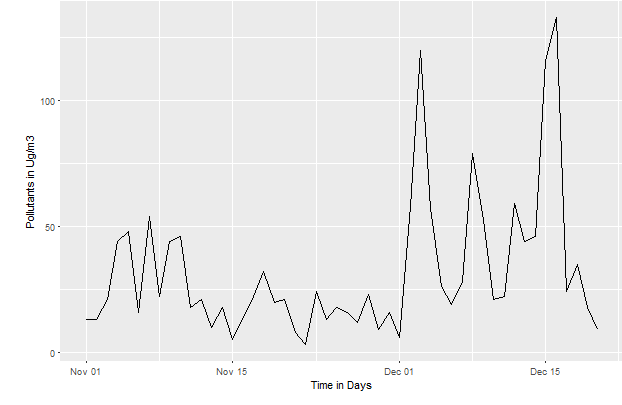 Pollutants in Ug/m3
100
50
0
Nov 01 Nov 15 Dec 01 Dec 15
Time in Days